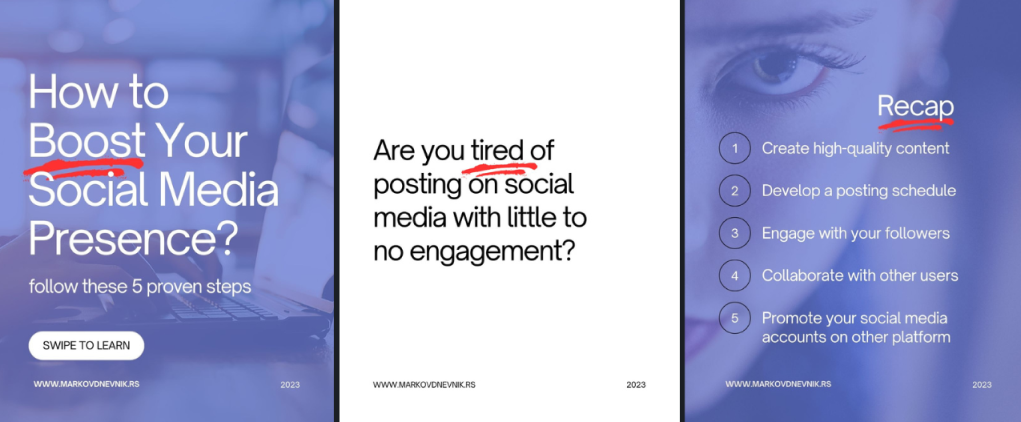 How to
Boost Your
Social Media
Presence?
follow these 5 proven steps
SWIPE TO LEARN
WWW.MARKOVDNEVNIK.RS
2023
Are you tired of
posting on social
media with little to
no engagement?
WWW.MARKOVDNEVNIK.RS
2023
Recap
1 Create high-quality content
2 Develop a posting schedule
3 Engage with your followers
4 Collaborate with other users
5 Promote your social media
accounts on other platform
WWW.MARKOVDNEVNIK.RS
2023